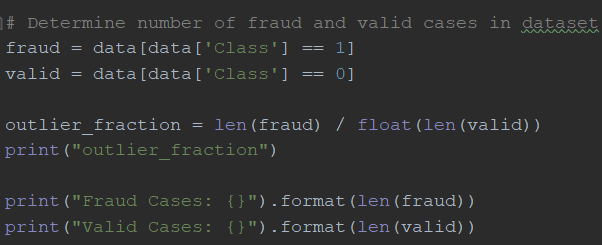 # Determine number of fraud and valid cases in dataset
fraud = data[data['Class'] == 1]
valid = data[data['Class'] == 0]
outlier_fraction = len(fraud) / float(len(valid))
print("outlier_fraction")
print("Fraud Cases: {}").format(len(fraud))
print("Valid Cases: {}").format(len(valid))